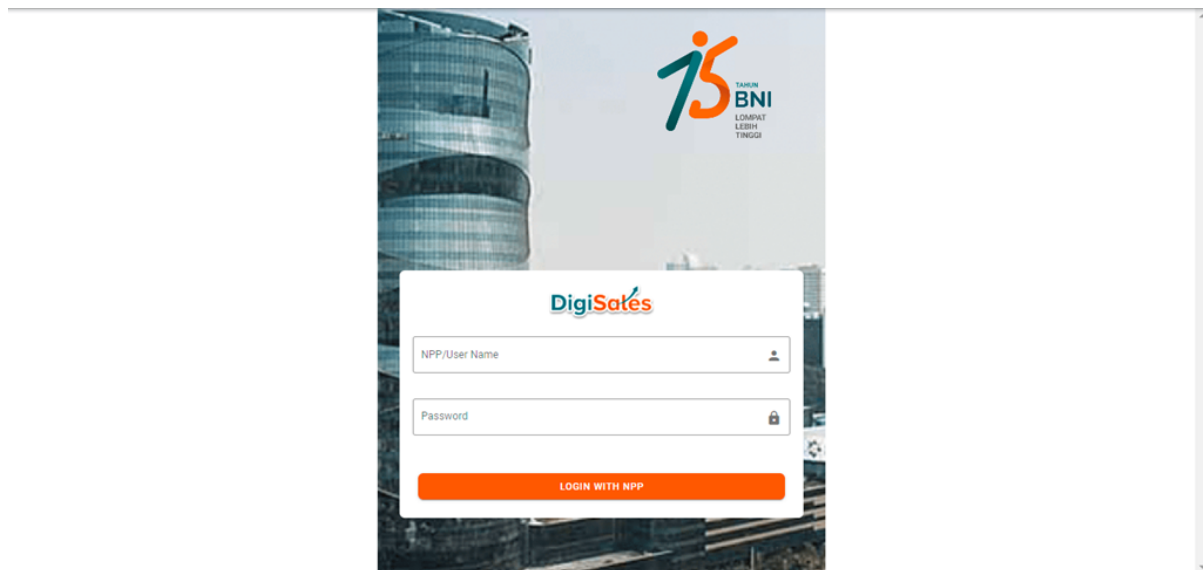 75
TAHUN
BNI
LOMPAT
LEBIH
TINGGI
DigiSales
NPP/User Name
Password
LOGIN WITH NPP